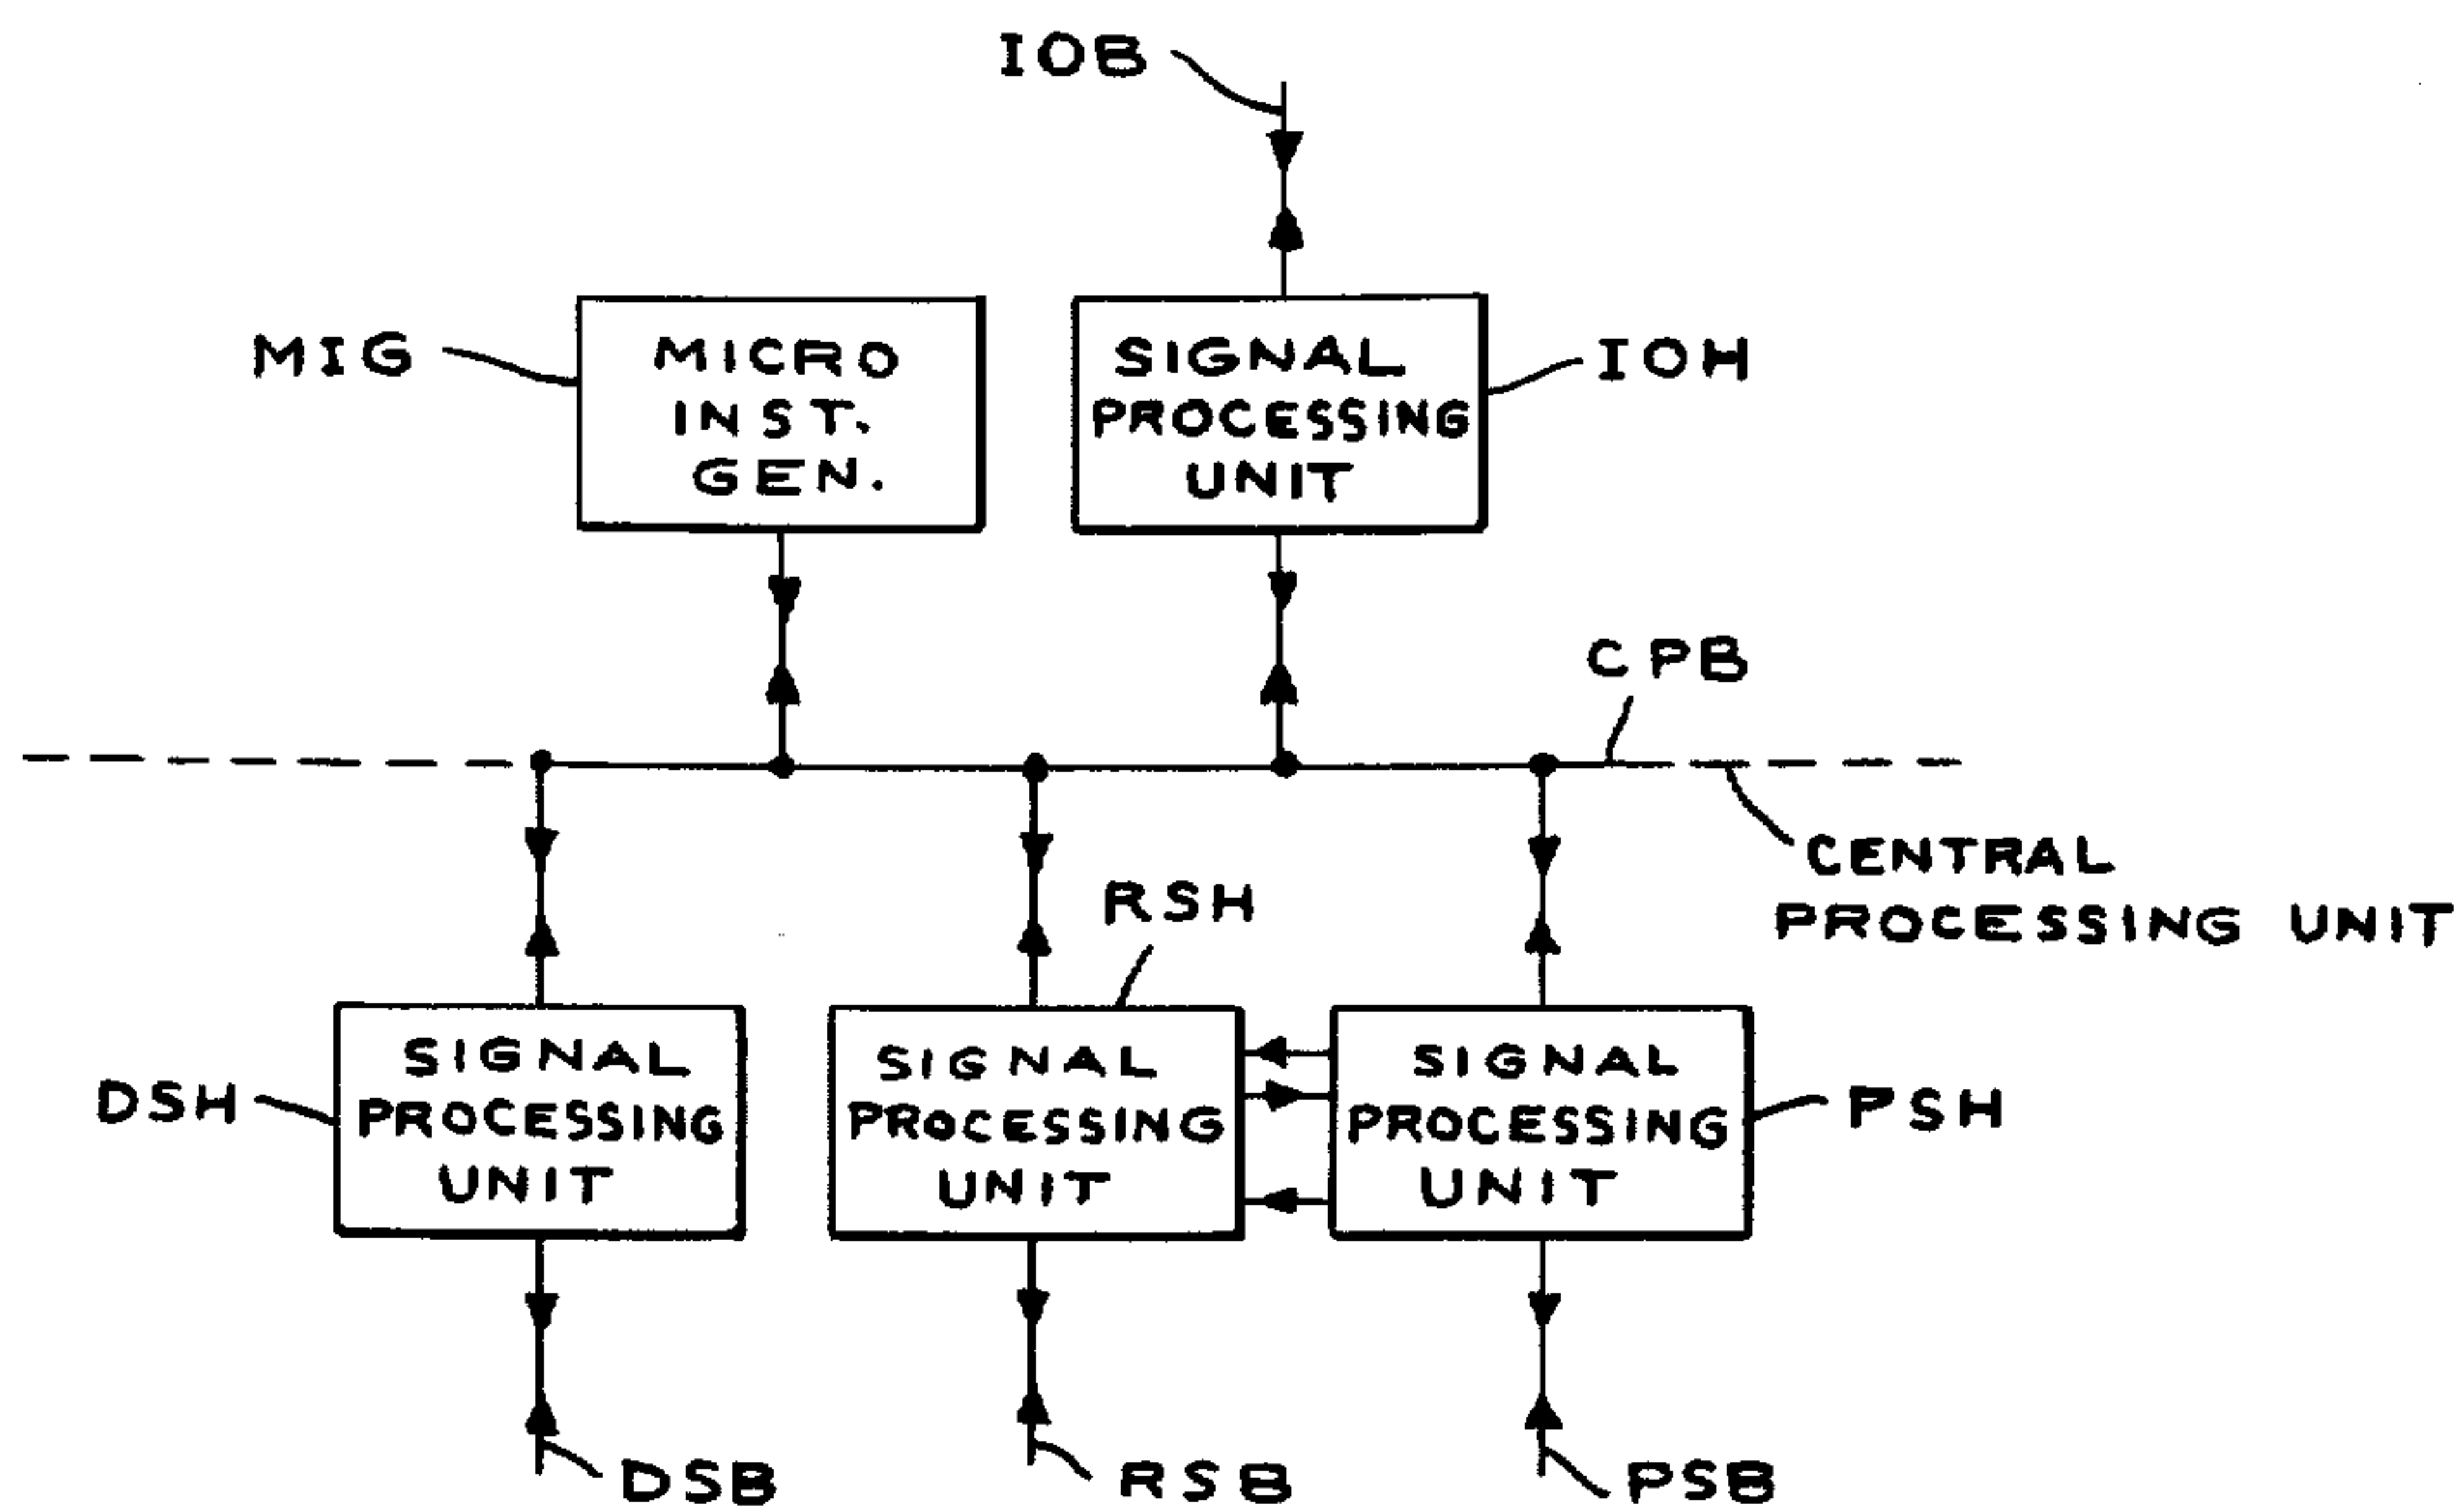 IOB
MIG
MICRO
INST.
GEN.
SIGNAL
PROCESSING
UNIT
IOH
CPB
CENTRAL
PROCESSING UNIT
RSH
DSH
SIGNAL
PROCESSING
UNIT
SIGNAL
PROCESSING
UNIT
SIGNAL
PROCESSING
UNIT
PSH
DSB
RSB
PSB